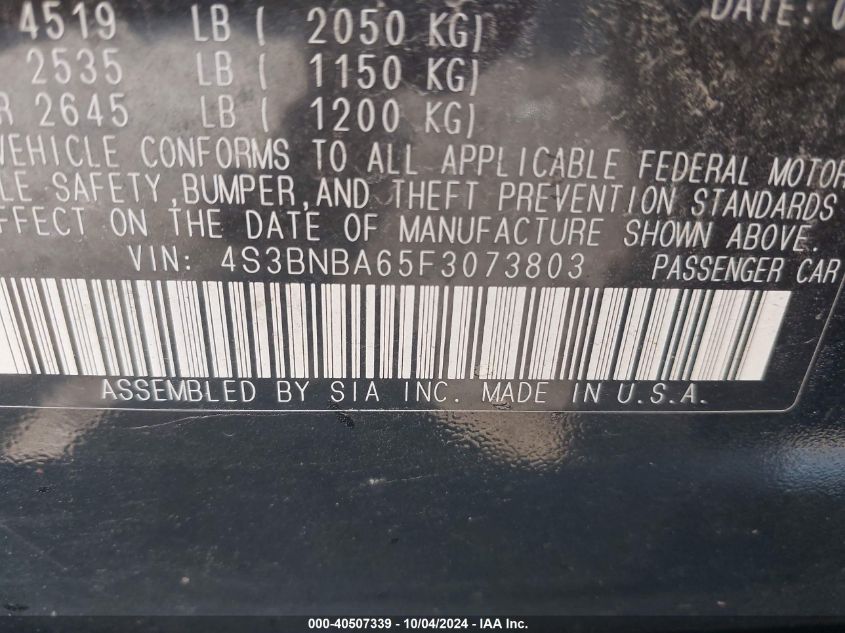 4519 LB ( 2050 KG) DATE:
2535 LB ( 1150 KG)
R 2645 LB ( 1200 KG)
VEHICLE CONFORMS TO ALL APPLICABLE FEDERAL MOTOR
LE SAFETY,BUMPER,AND THEFT PREVENTION STANDARDS
EFFECT ON THE DATE OF MANUFACTURE SHOWN ABOVE.
VIN: 4S3BNBA65F3073803 PASSENGER CAR
ASSEMBLED BY SIA INC. MADE IN U.S.A.
000-40507339 - 10/04/2024 - IAA Inc.